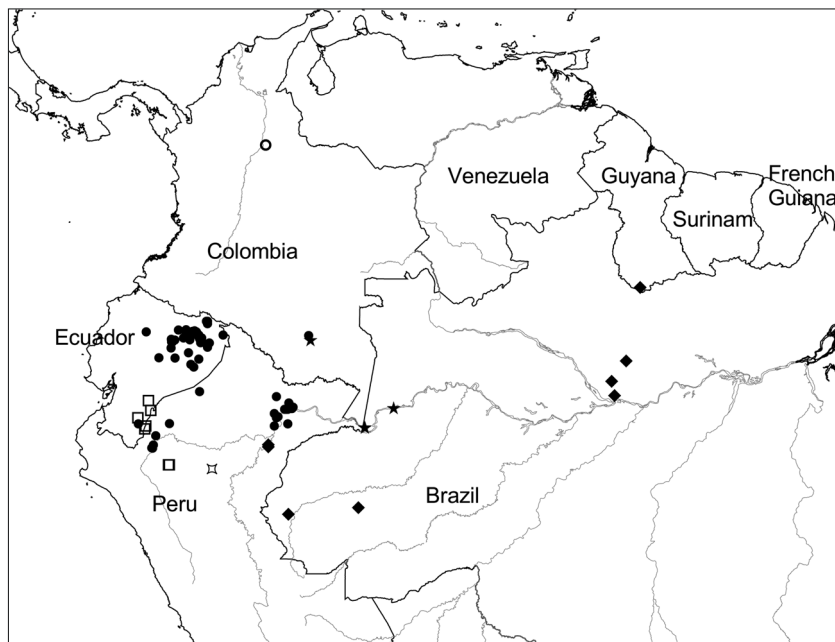 Venezuela
Guyana
French
Guiana
Surinam
Colombia
Ecuador
Peru
Brazil